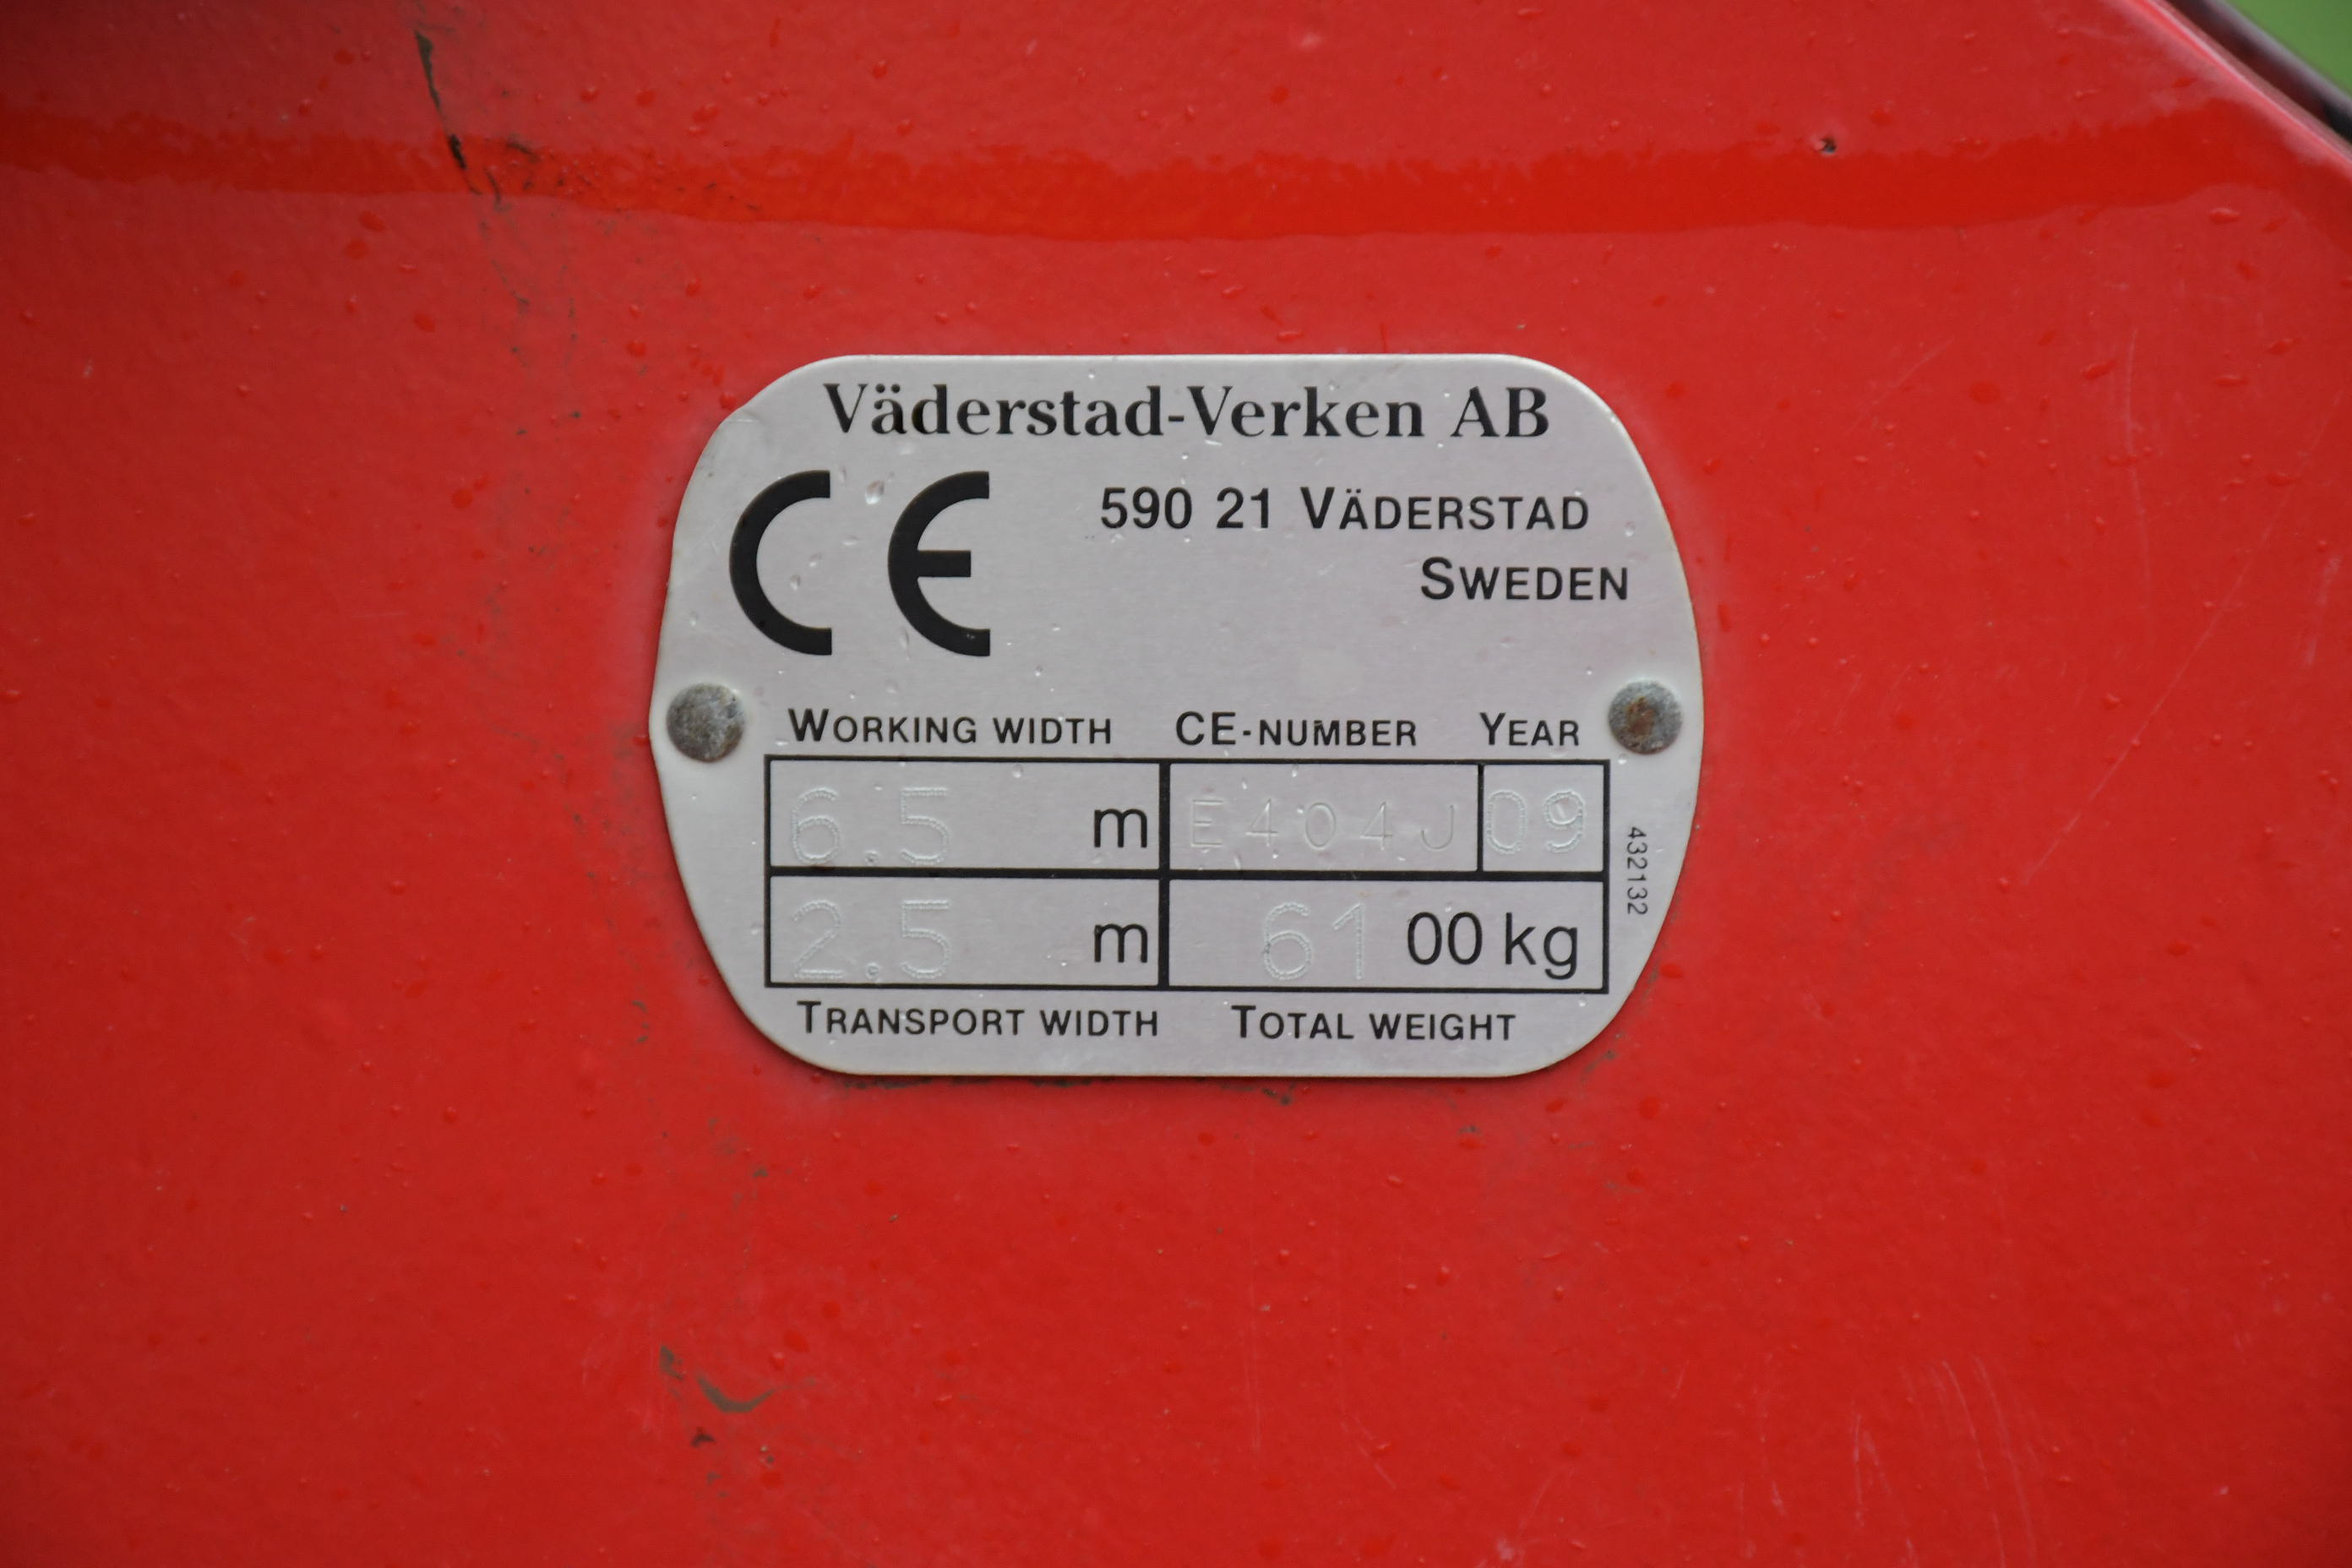 Väderstad-Verken AB
CE 590 21 VÄDERSTAD
SWEDEN
WORKING WIDTH CE-NUMBER YEAR
6.5 m E404J 09
2.5 m 6100 kg
TRANSPORT WIDTH TOTAL WEIGHT
432132